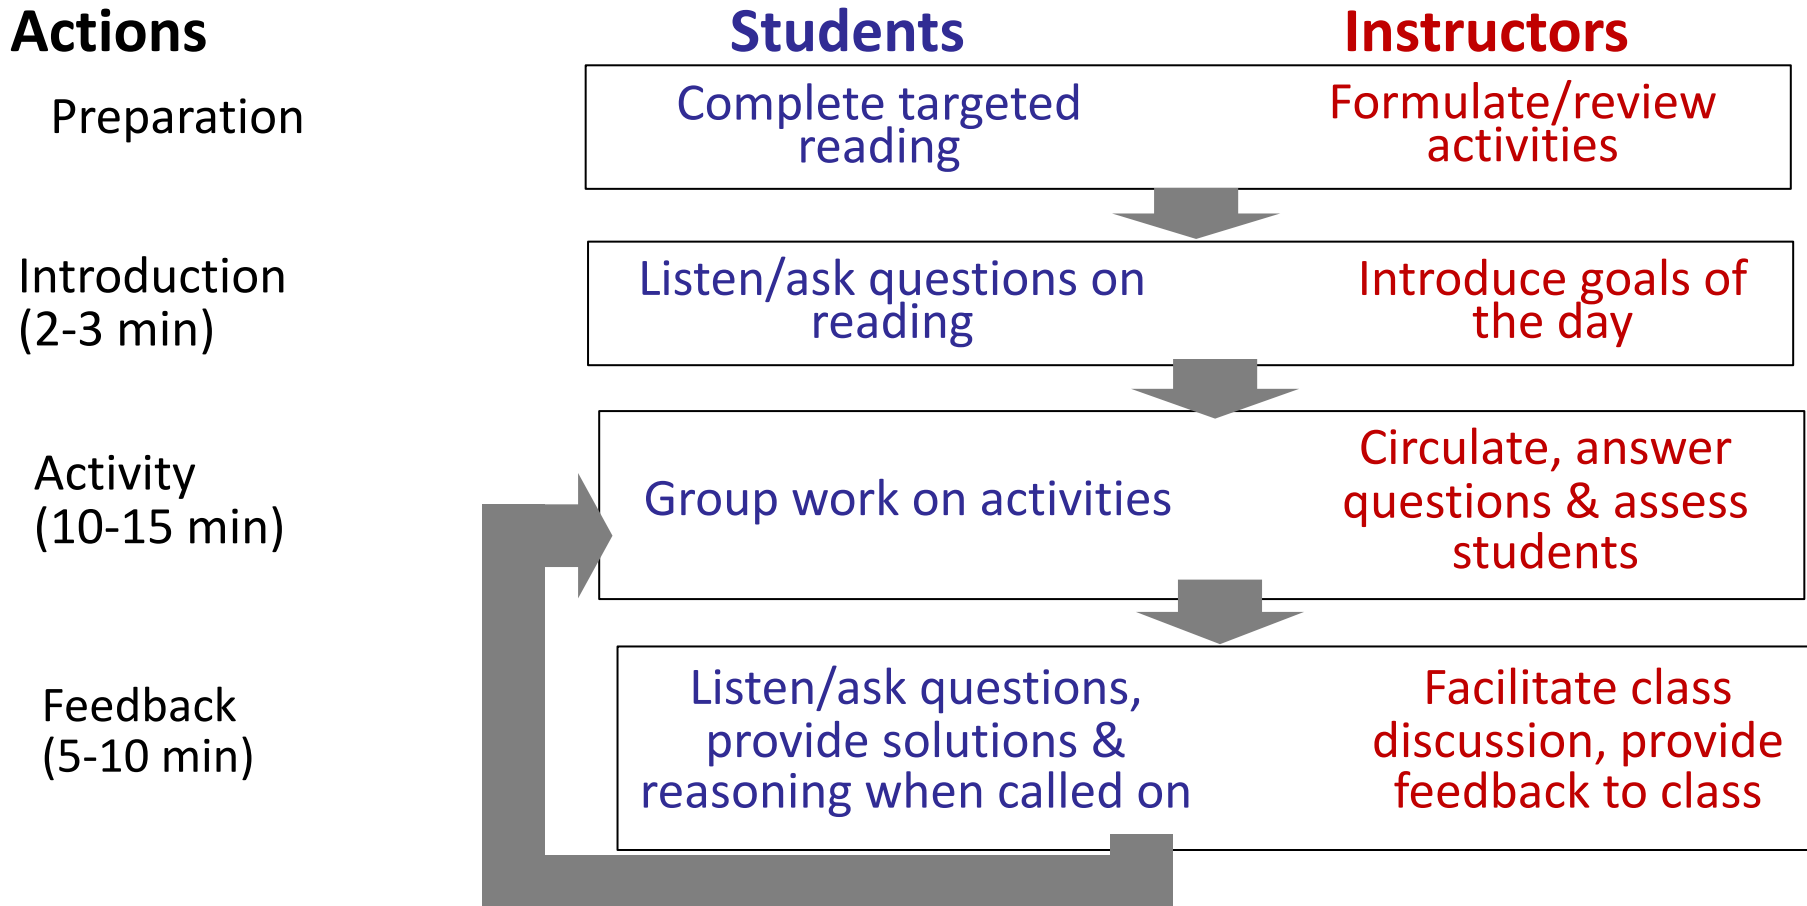 Actions
Students
Instructors
Preparation
Complete targeted
reading
Formulate/review
activities
Introduction
(2-3 min)
Listen/ask questions on
reading
Introduce goals of
the day
Activity
(10-15 min)
Group work on activities
Circulate, answer
questions & assess
students
Feedback
(5-10 min)
Listen/ask questions,
provide solutions &
reasoning when called on
Facilitate class
discussion, provide
feedback to class